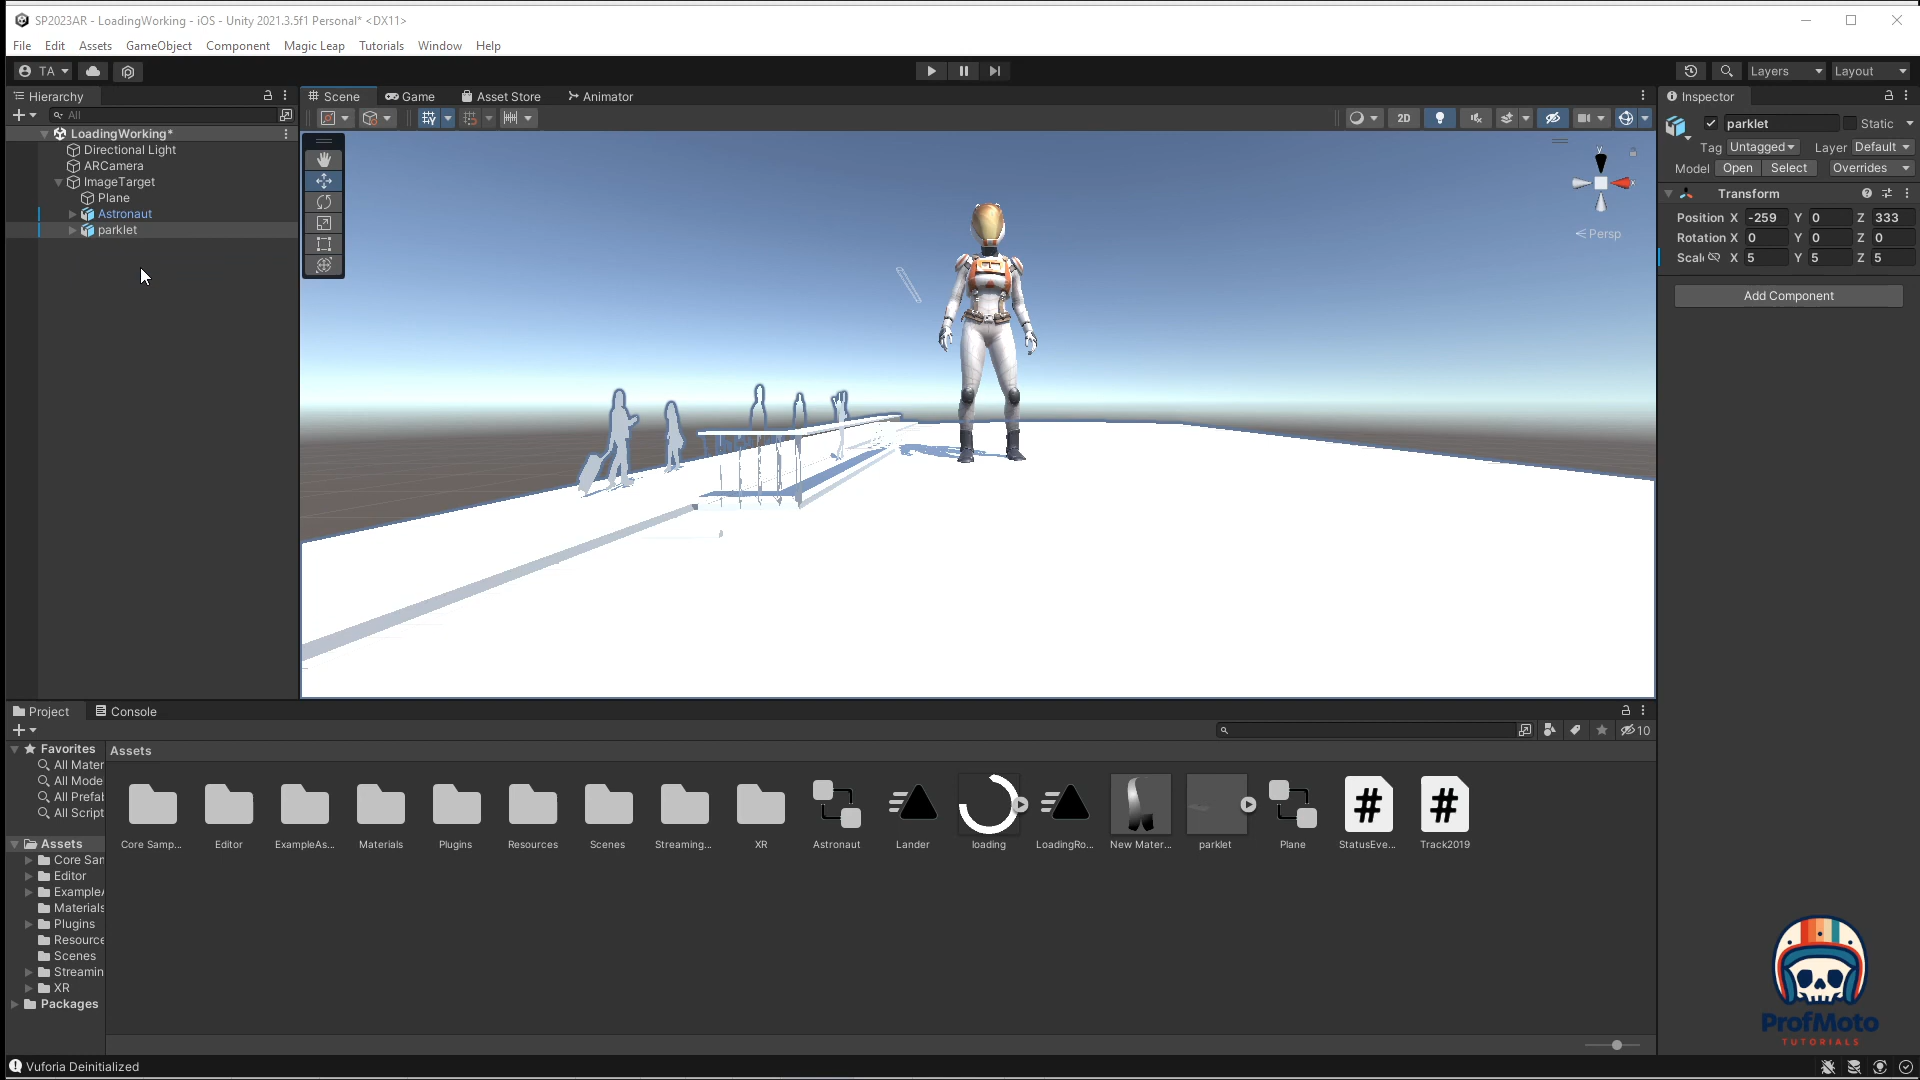 SP2023AR - LoadingWorking - iOS - Unity 2021.3.5f1 Personal* <DX11>
File Edit Assets GameObject Component Magic Leap Tutorials Window Help
TA Layers Layout
Hierarchy
All
LoadingWorking*
Directional Light
ARCamera
ImageTarget
Plane
Astronaut
parklet
Scene Game Asset Store Animator
2D
y
x
Persp
Inspector
parklet Static
Tag Untagged Layer Default
Model Open Select Overrides
Transform
Position X -259 Y 0 Z 333
Rotation X 0 Y 0 Z 0
Scal X 5 Y 5 Z 5
Add Component
Project Console
10
Favorites
All Mater
All Mode
All Prefab
All Script
Assets
Core Sam
Editor
Example/
Materials
Plugins
Resource
Scenes
Streamin
XR
Packages
Assets
Core Samp... Editor ExampleAs... Materials Plugins Resources Scenes Streaming... XR Astronaut Lander loading LoadingRo... New Mater... parklet Plane StatusEve... Track2019
# #
ProfMoto
TUTORIALS
Vuforia Deinitialized